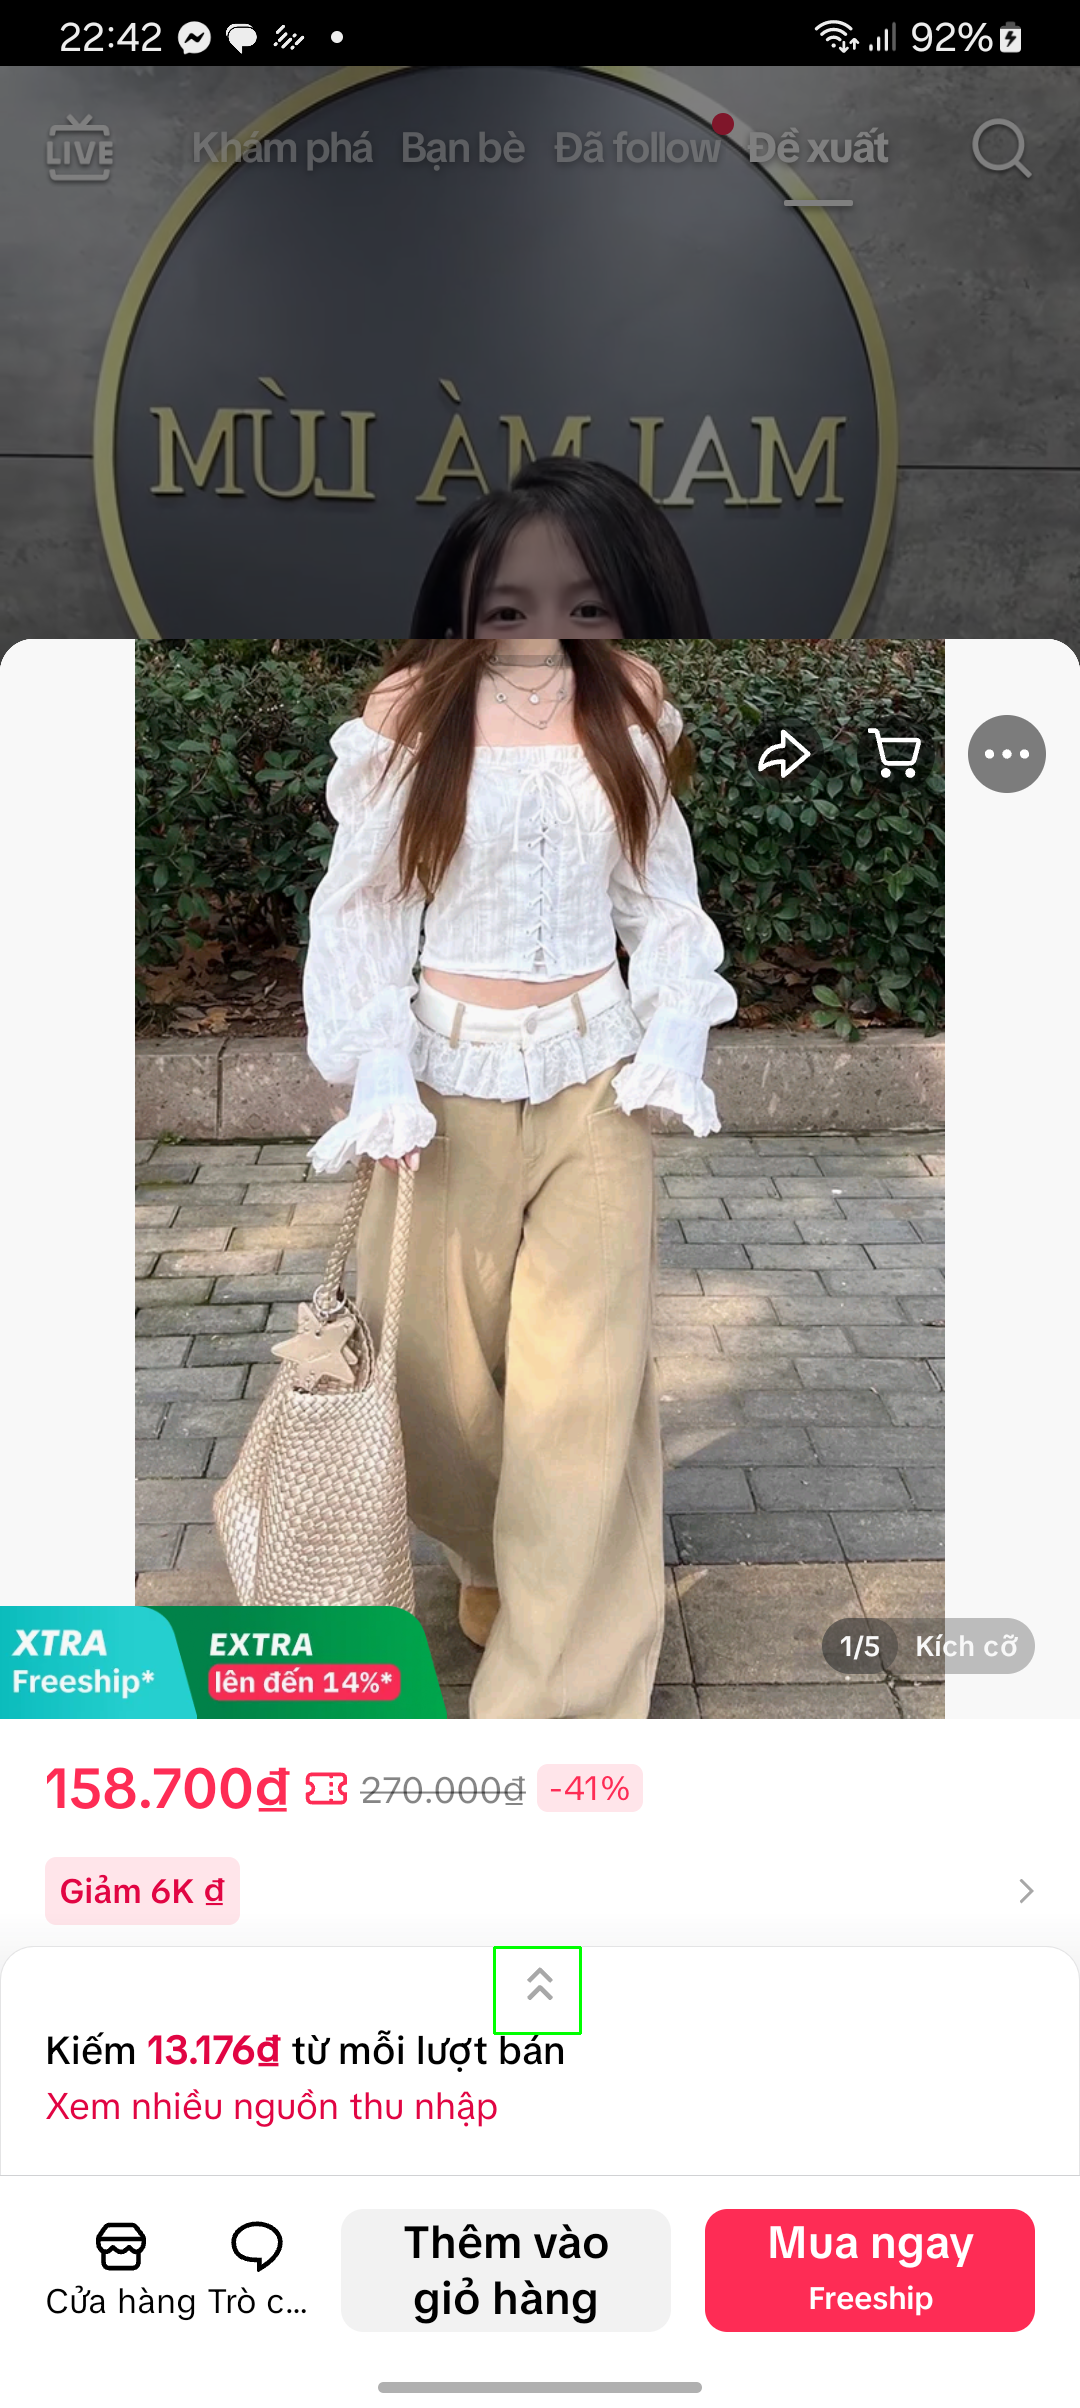 22:42
92%
LIVE
Khám phá
Bạn bè
Đã follow
Đề xuất
MÙI ÀM IAM
XTRA
Freeship*
EXTRA
lên đến 14%*
1/5
Kích cỡ
158.700₫
270.000₫
-41%
Giảm 6K ₫
Kiếm 13.176₫ từ mỗi lượt bán
Xem nhiều nguồn thu nhập
Cửa hàng
Trò c...
Thêm vào
giỏ hàng
Mua ngay
Freeship